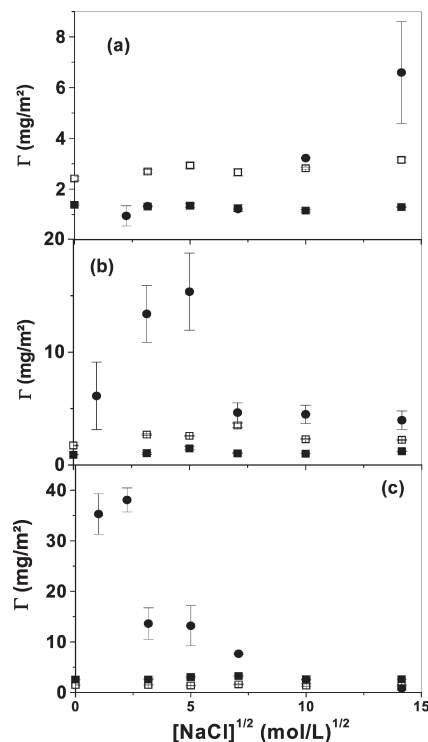 8
(a)
6
Γ (mg/m²)
4
2
20
(b)
Γ (mg/m²)
10
0
40
(c)
30
Γ (mg/m²)
20
10
0
0 5 10 15
[NaCl]^1/2 (mol/L)^1/2